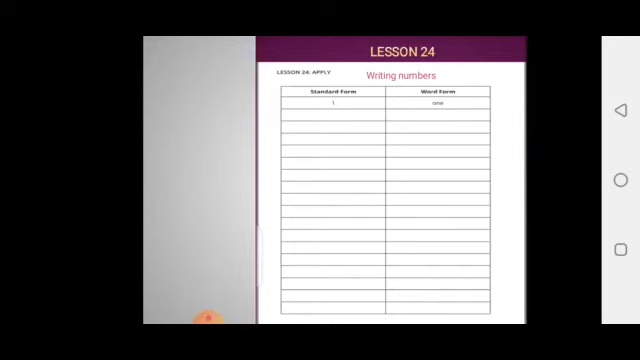 LESSON 24
LESSON 24: APPLY
Writing numbers
Standard Form Word Form
1 one